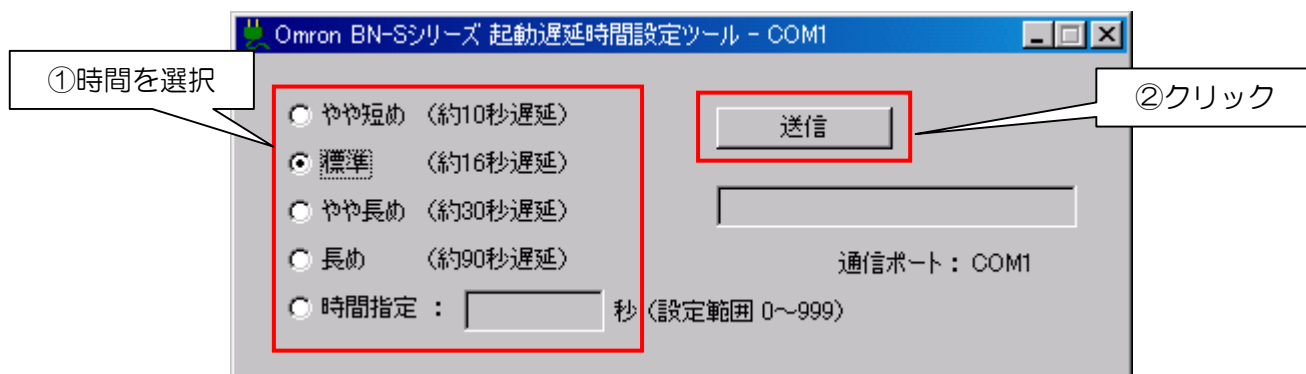 Omron BN-Sシリーズ 起動遅延時間設定ツール - COM1
①時間を選択
やや短め （約10秒遅延）
標準 （約16秒遅延）
やや長め （約30秒遅延）
長め （約90秒遅延）
時間指定 ： 秒（設定範囲 0～999）
送信
②クリック
通信ポート： COM1